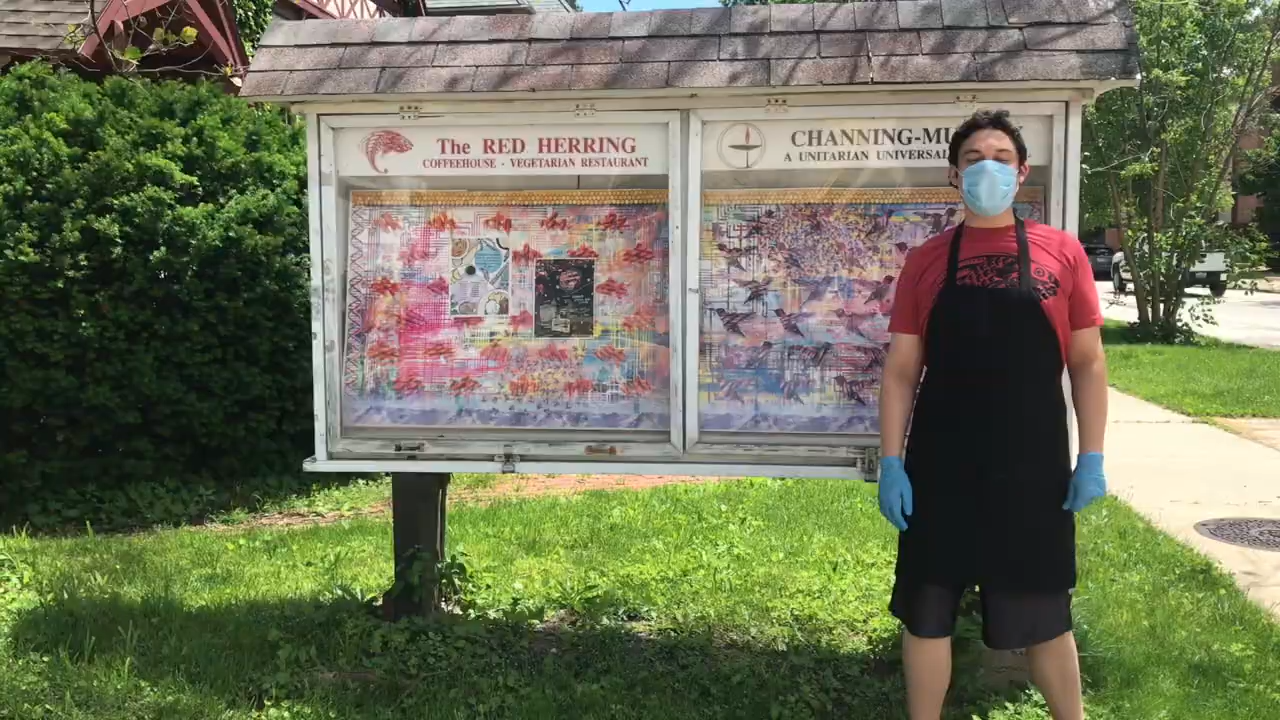 The RED HERRING
COFFEEHOUSE - VEGETARIAN RESTAURANT
CHANNING-MU
A UNITARIAN UNIVERSAL